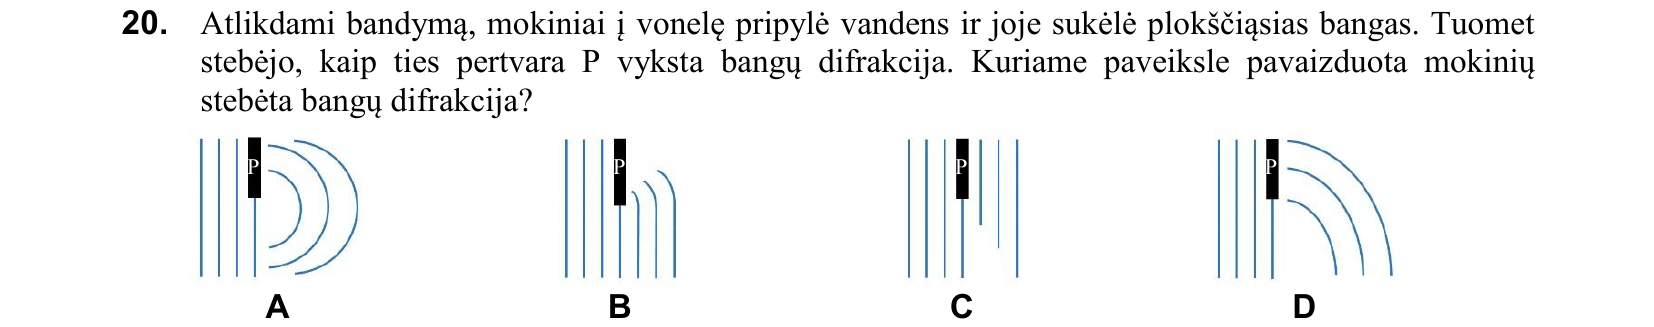 20. Atlikdami bandymą, mokiniai į vonelę pripylė vandens ir joje sukėlė plokščiąsias bangas. Tuomet
stebėjo, kaip ties pertvara P vyksta bangų difrakcija. Kuriame paveiksle pavaizduota mokinių
stebėta bangų difrakcija?
P P P P
A B C D